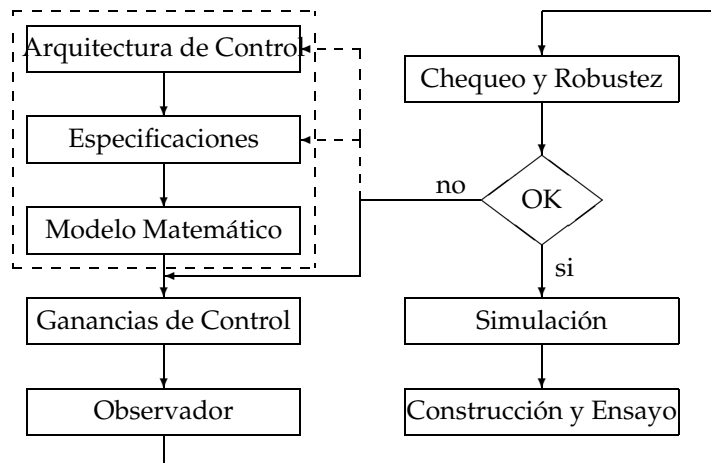 Arquitectura de Control
Especificaciones
Modelo Matemático
Ganancias de Control
Observador
Chequeo y Robustez
no
OK
si
Simulación
Construcción y Ensayo